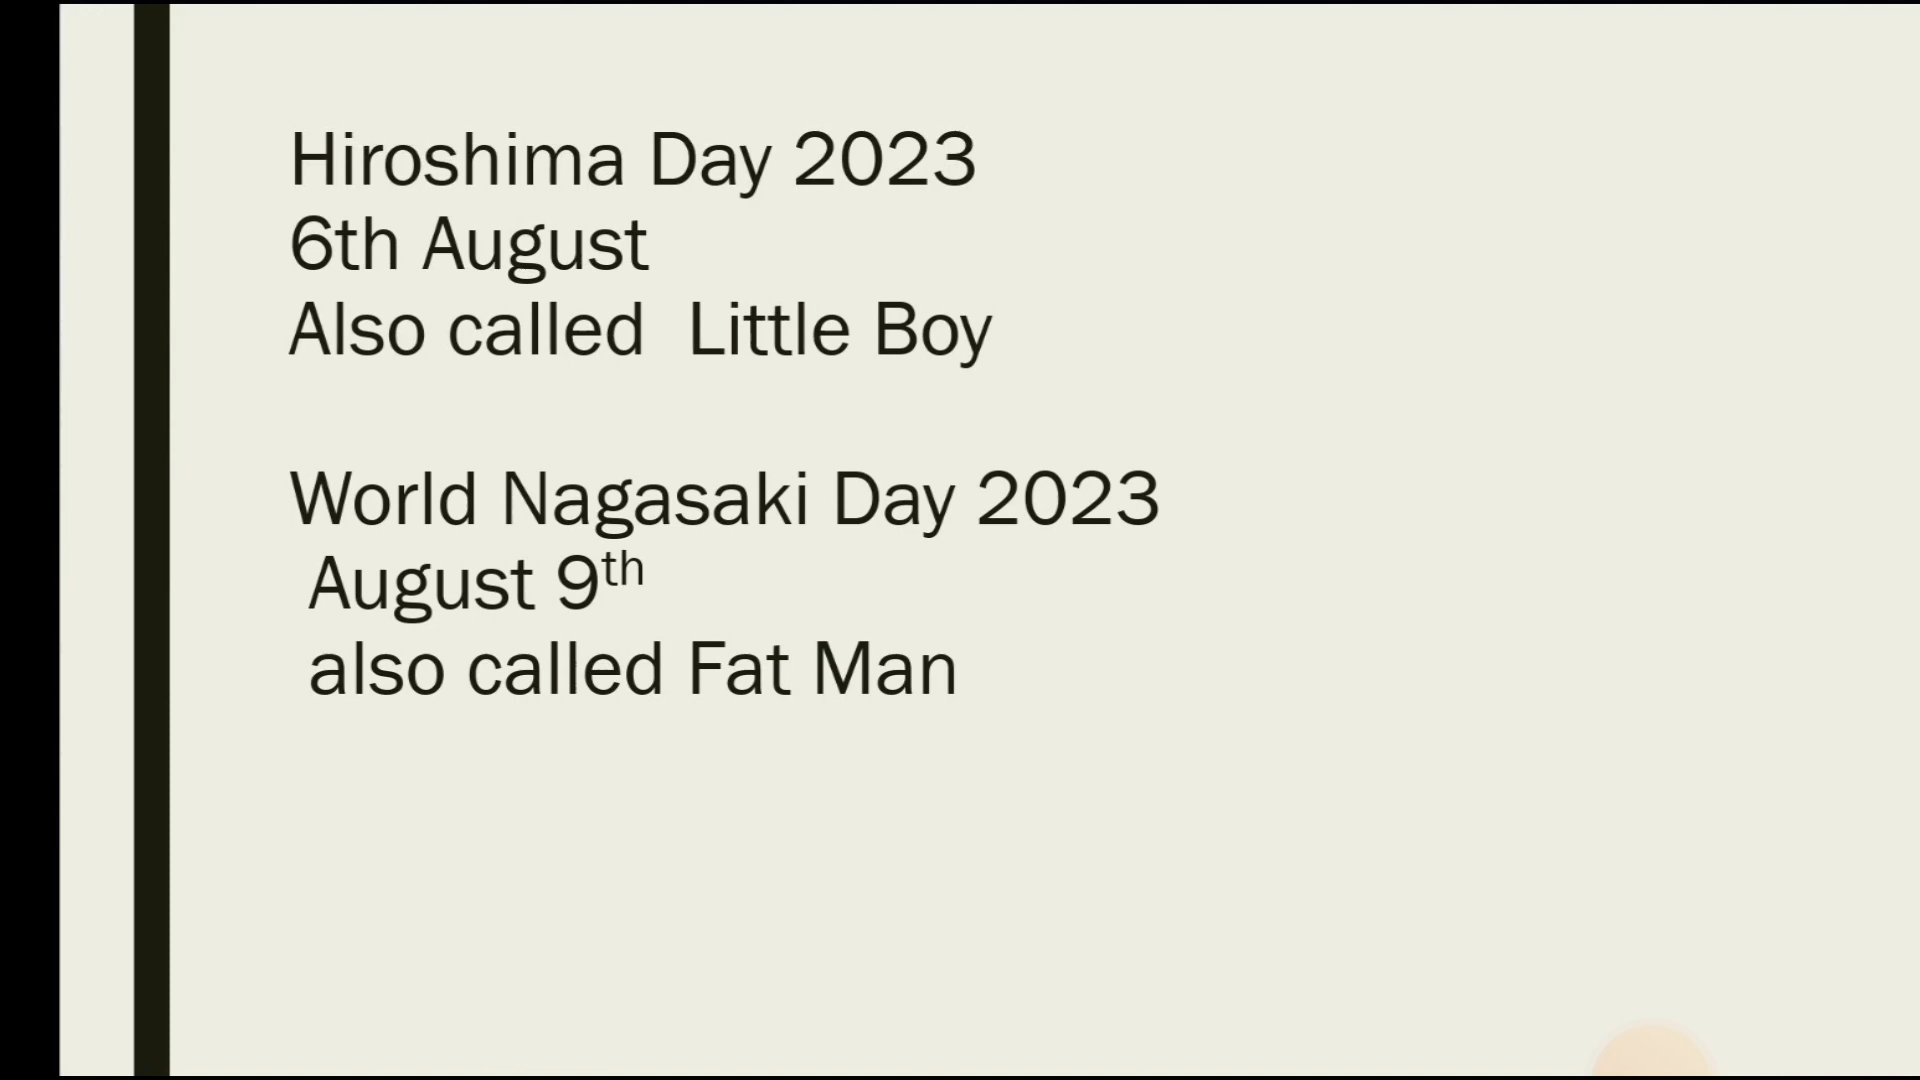 Hiroshima Day 2023
6th August
Also called  Little Boy
World Nagasaki Day 2023
August 9th
also called Fat Man